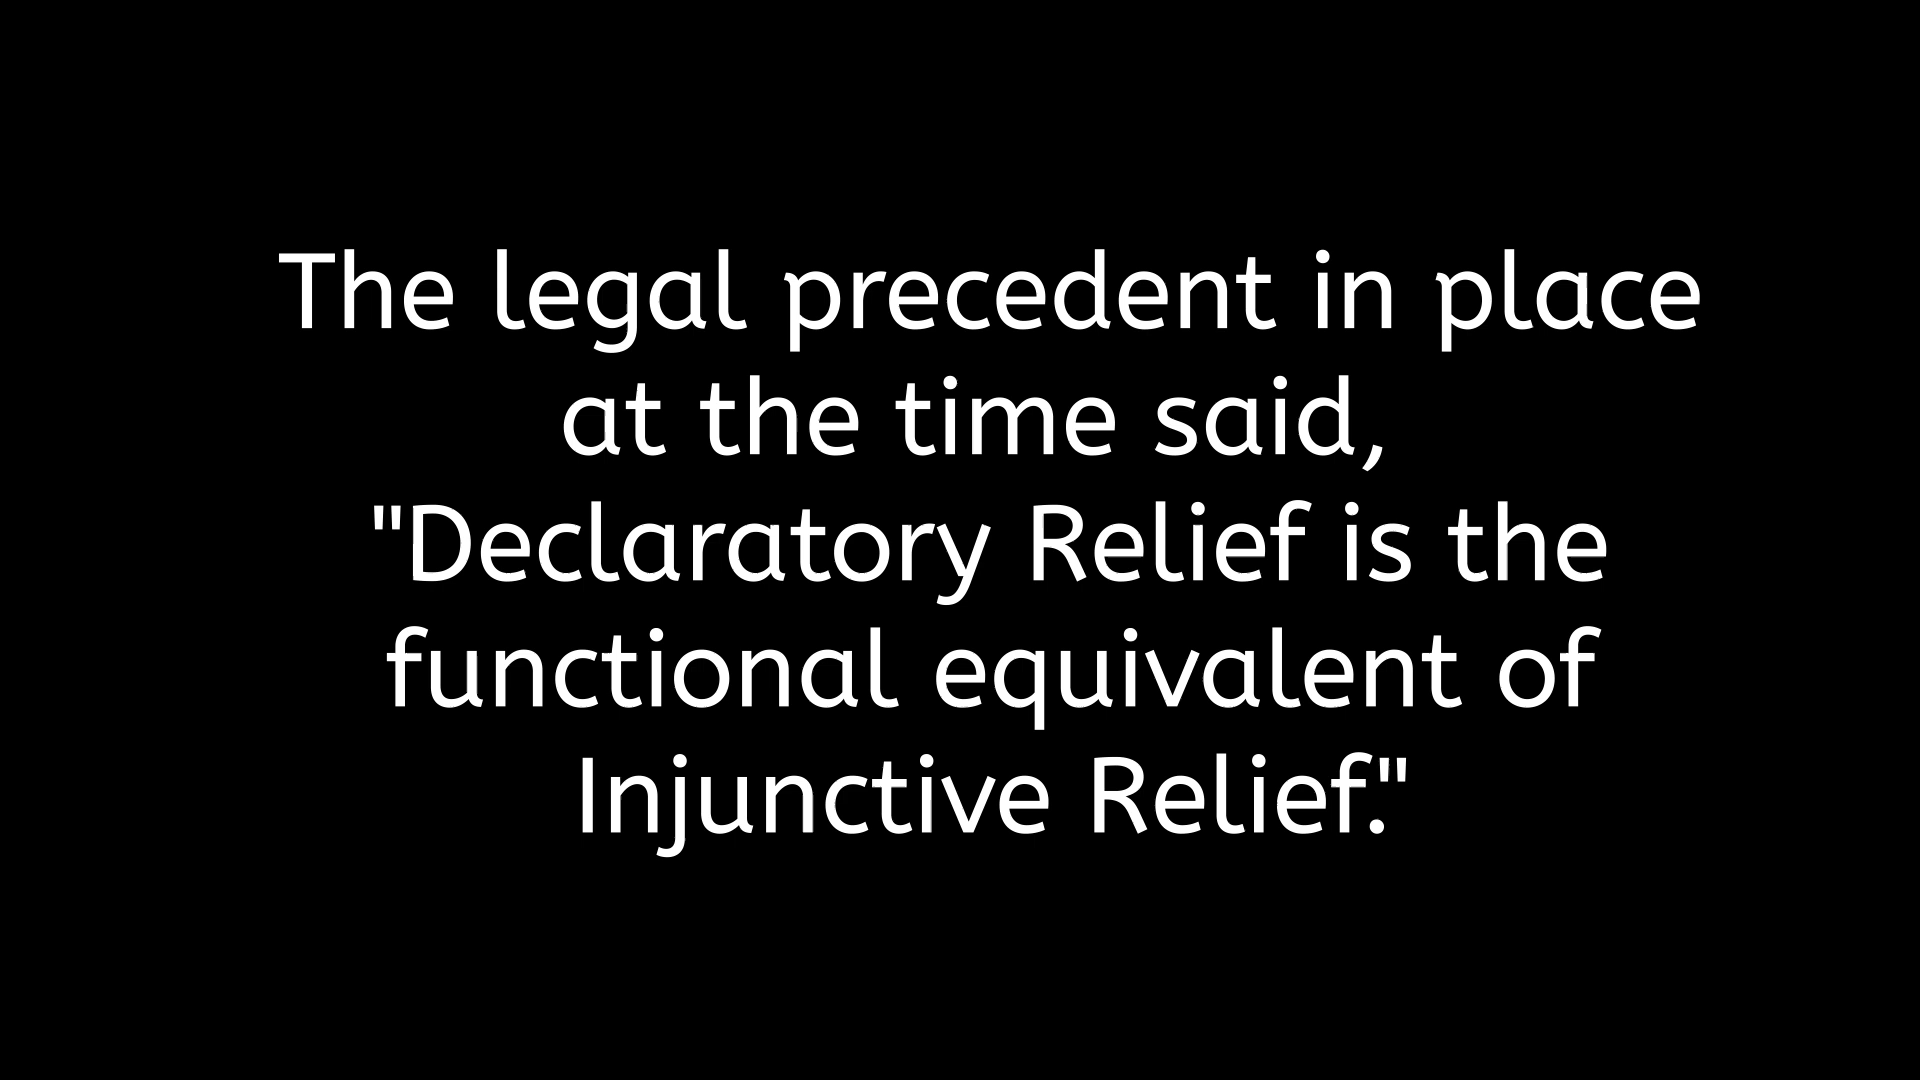 The legal precedent in place
at the time said,
"Declaratory Relief is the
functional equivalent of
Injunctive Relief."